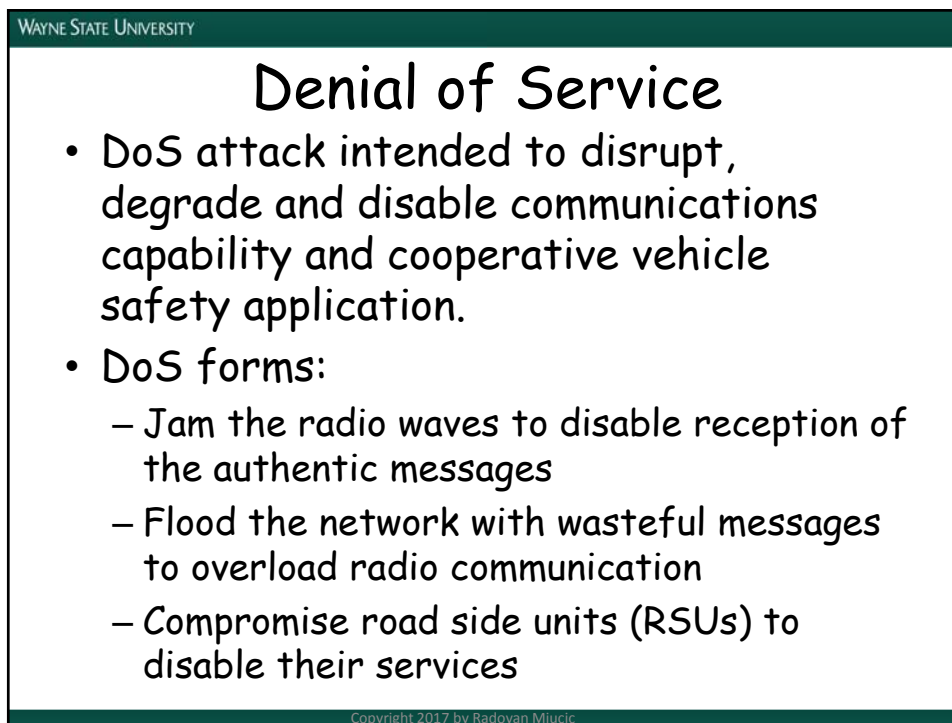 WAYNE STATE UNIVERSITY
Denial of Service
• DoS attack intended to disrupt,
degrade and disable communications
capability and cooperative vehicle
safety application.
• DoS forms:
– Jam the radio waves to disable reception of
the authentic messages
– Flood the network with wasteful messages
to overload radio communication
– Compromise road side units (RSUs) to
disable their services
Copyright 2017 by Radovan Miucic